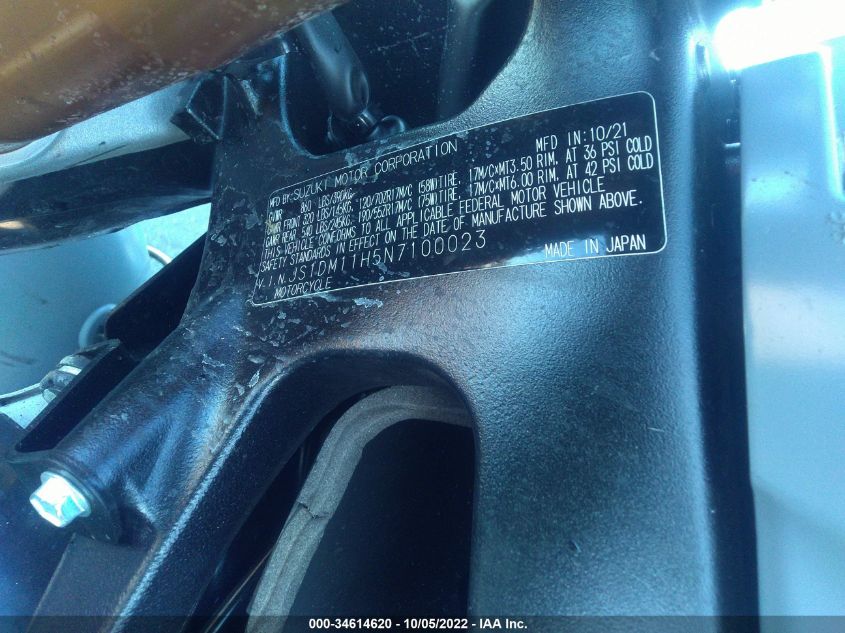 MFD BY SUZUKI MOTOR CORPORATION MFD IN: 10/21
GVWR 860 LBS/390KG
GAWR FRONT 320 LBS/145KG. 120/70ZR17M/C (58W)TIRE. 17M/C×MT3.50 RIM. AT 36 PSI COLD
GAWR REAR 540 LBS/245KG. 190/55ZR17M/C (75W)TIRE. 17M/C×MT6.00 RIM. AT 42 PSI COLD
THIS VEHICLE CONFORMS TO ALL APPLICABLE FEDERAL MOTOR VEHICLE
SAFETY STANDARDS IN EFFECT ON THE DATE OF MANUFACTURE SHOWN ABOVE.
V.I.N. JS1DM11H5N7100023
MOTORCYCLE MADE IN JAPAN
000-34614620 - 10/05/2022 - IAA Inc.